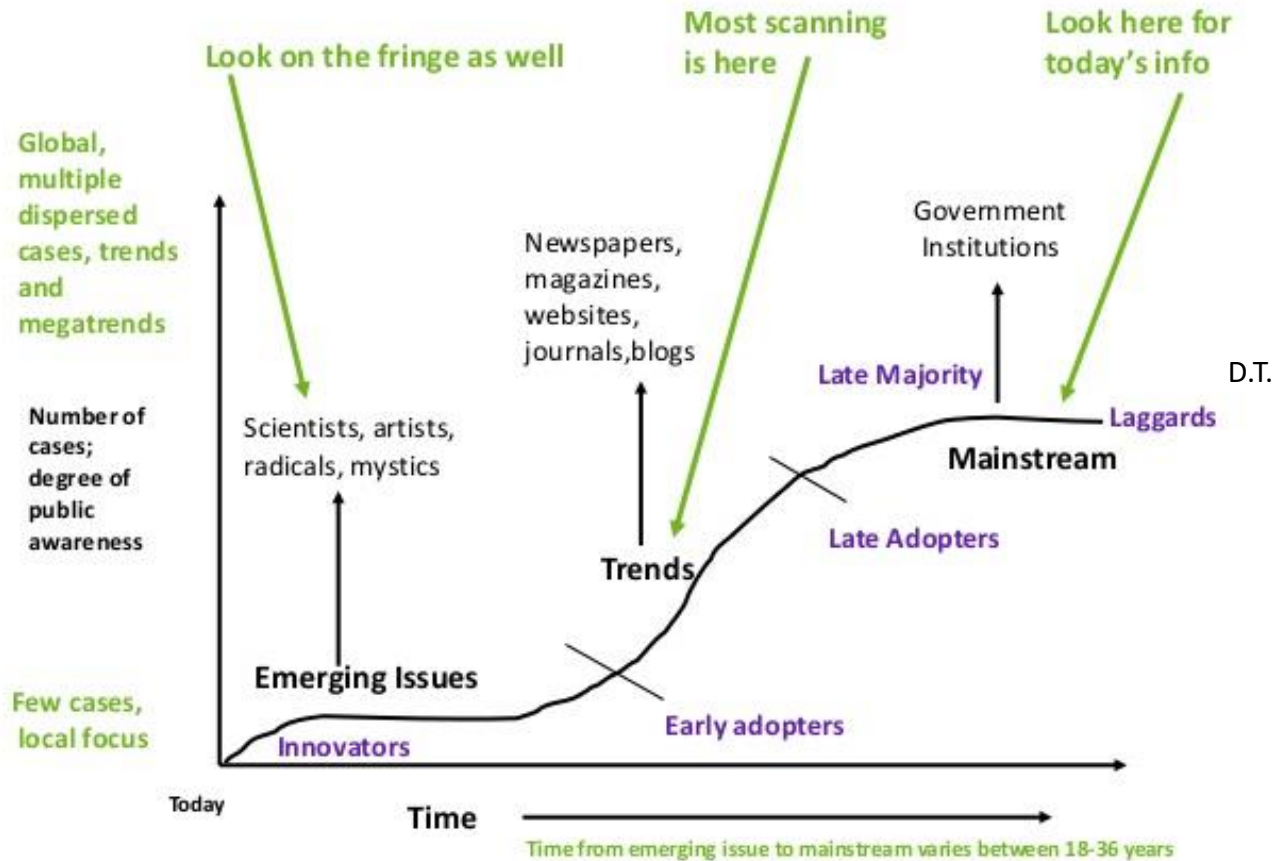 Look on the fringe as well
Most scanning
is here
Look here for
today's info
Global,
multiple
dispersed
cases, trends
and
megatrends
Government
Institutions
Newspapers,
magazines,
websites,
journals,blogs
Late Majority
D.T.
Number of
cases;
degree of
public
awareness
Scientists, artists,
radicals, mystics
Laggards
Mainstream
Late Adopters
Trends
Emerging Issues
Few cases,
local focus
Early adopters
Innovators
Today
Time
Time from emerging issue to mainstream varies between 18-36 years